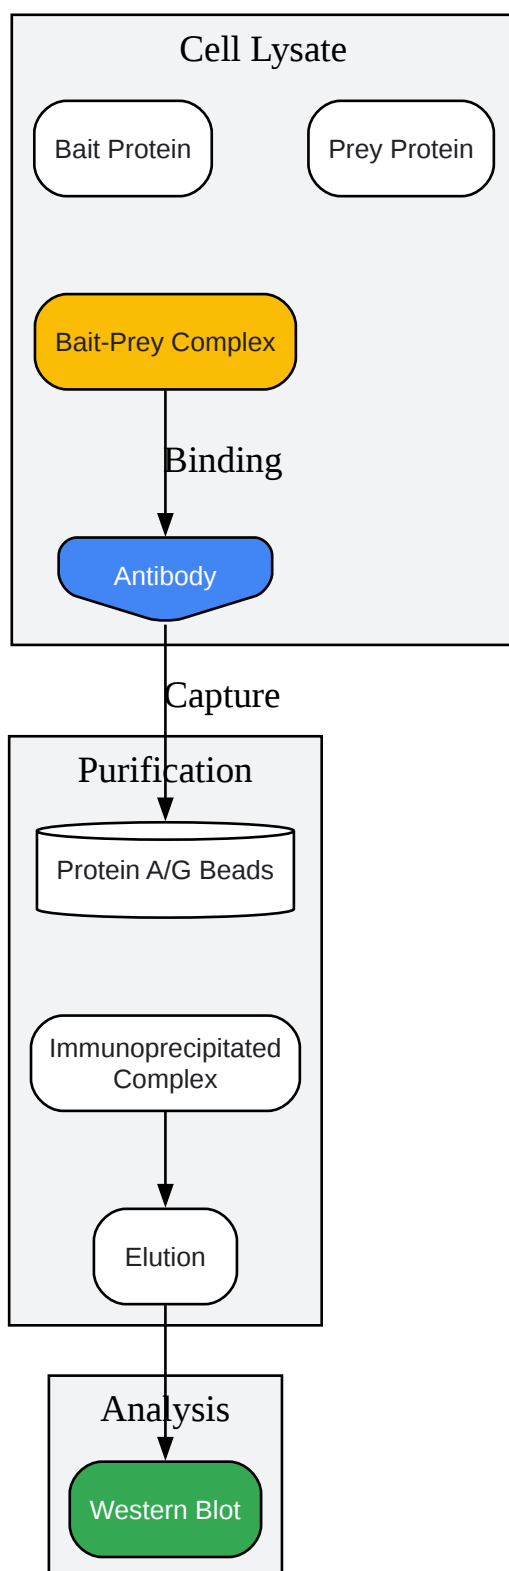 Cell Lysate
Bait Protein
Prey Protein
Bait-Prey Complex
Binding
Antibody
Capture
Purification
Protein A/G Beads
Immunoprecipitated
Complex
Elution
Analysis
Western Blot